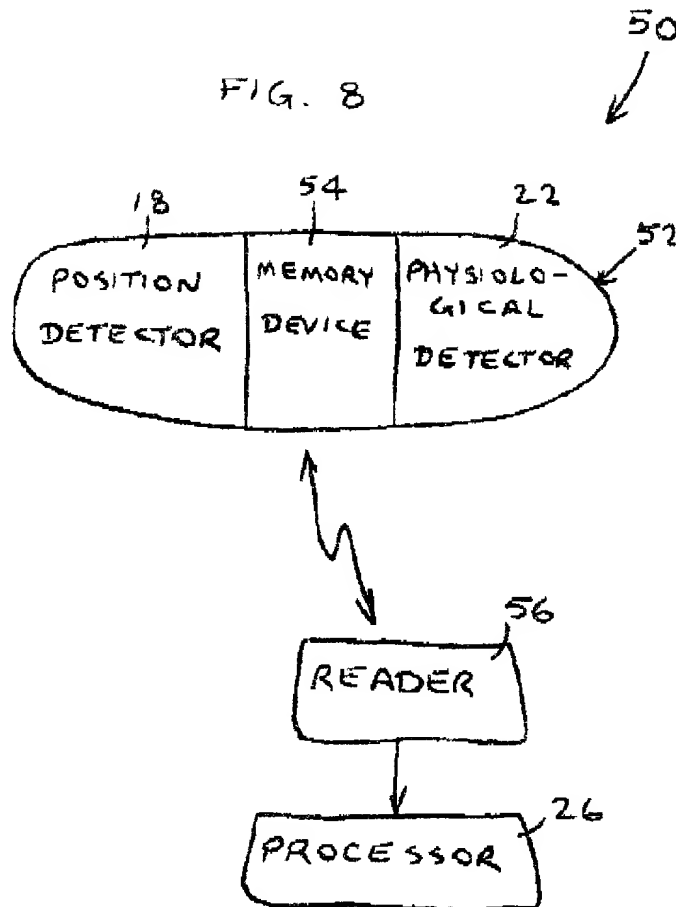 50
FIG. 8
18
54
22
52
POSITION
DETECTOR
MEMORY
DEVICE
PHYSIOLO-
GICAL
DETECTOR
56
READER
26
PROCESSOR